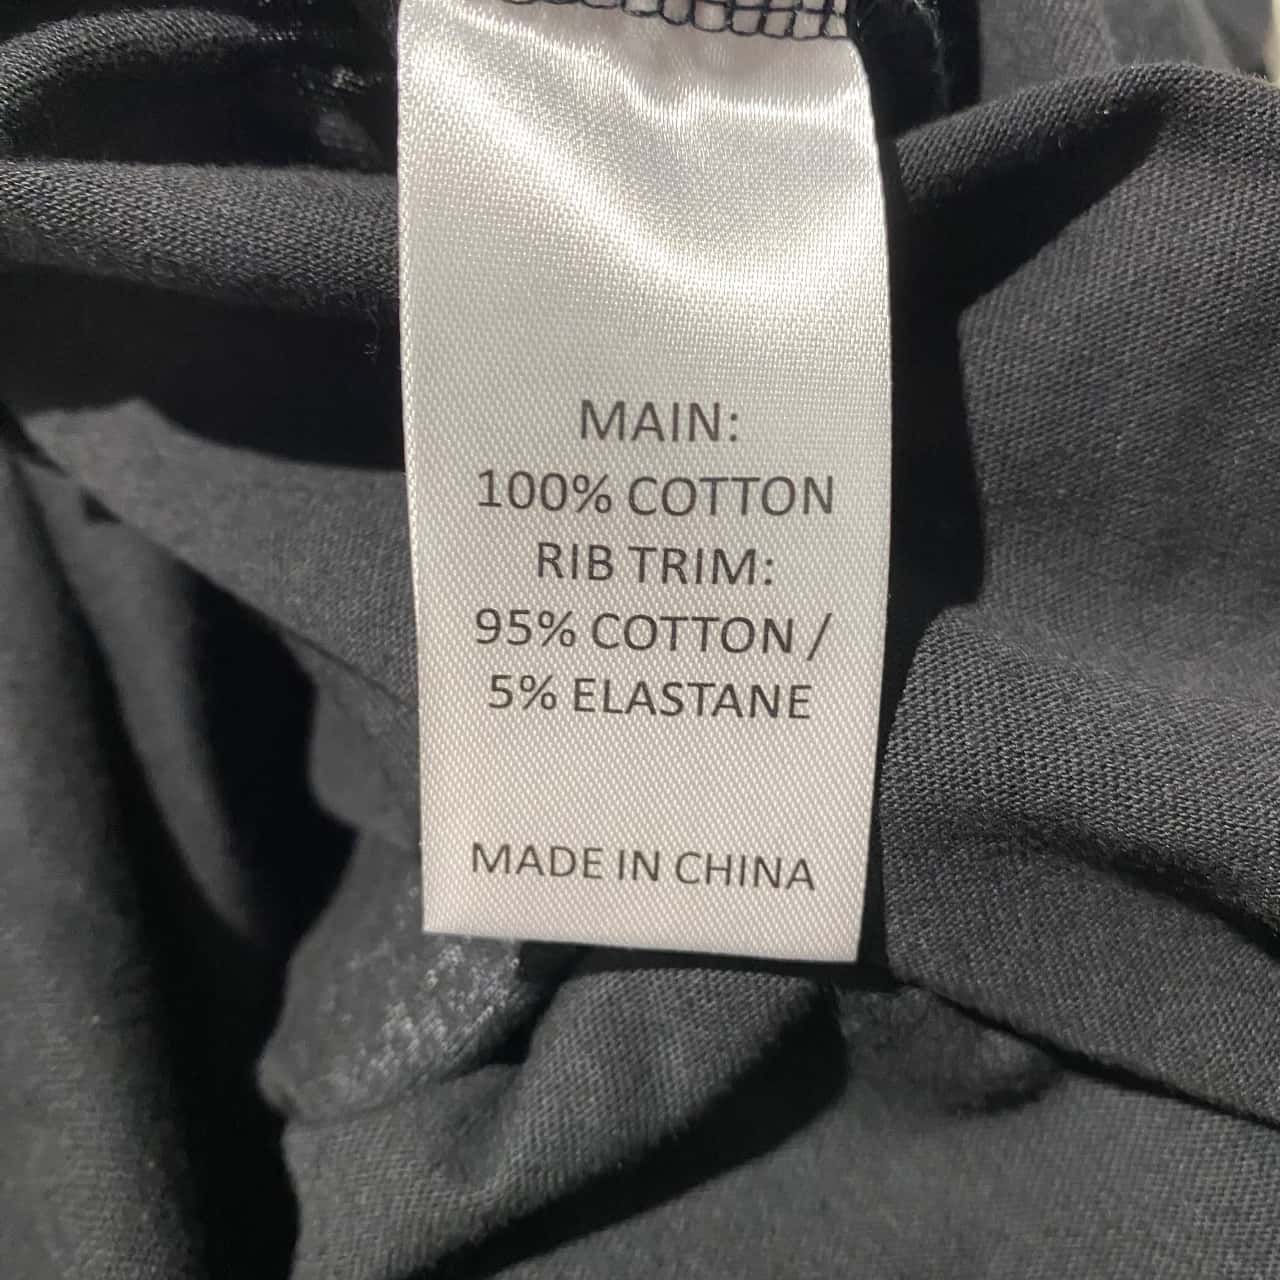 MAIN:
100% COTTON
RIB TRIM:
95% COTTON /
5% ELASTANE
MADE IN CHINA